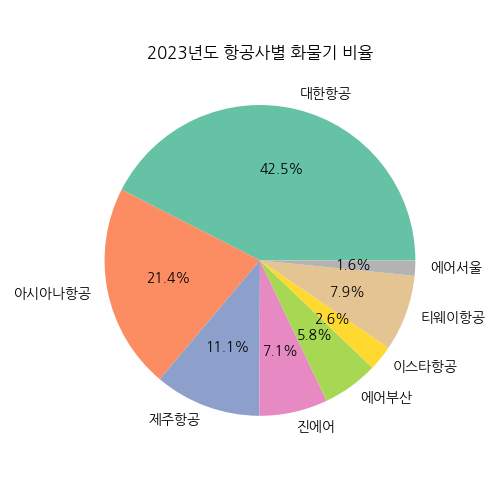 2023년도 항공사별 화물기 비율
대한항공
42.5%
아시아나항공
21.4%
제주항공
11.1%
진에어
7.1%
에어부산
5.8%
이스타항공
2.6%
티웨이항공
7.9%
에어서울
1.6%